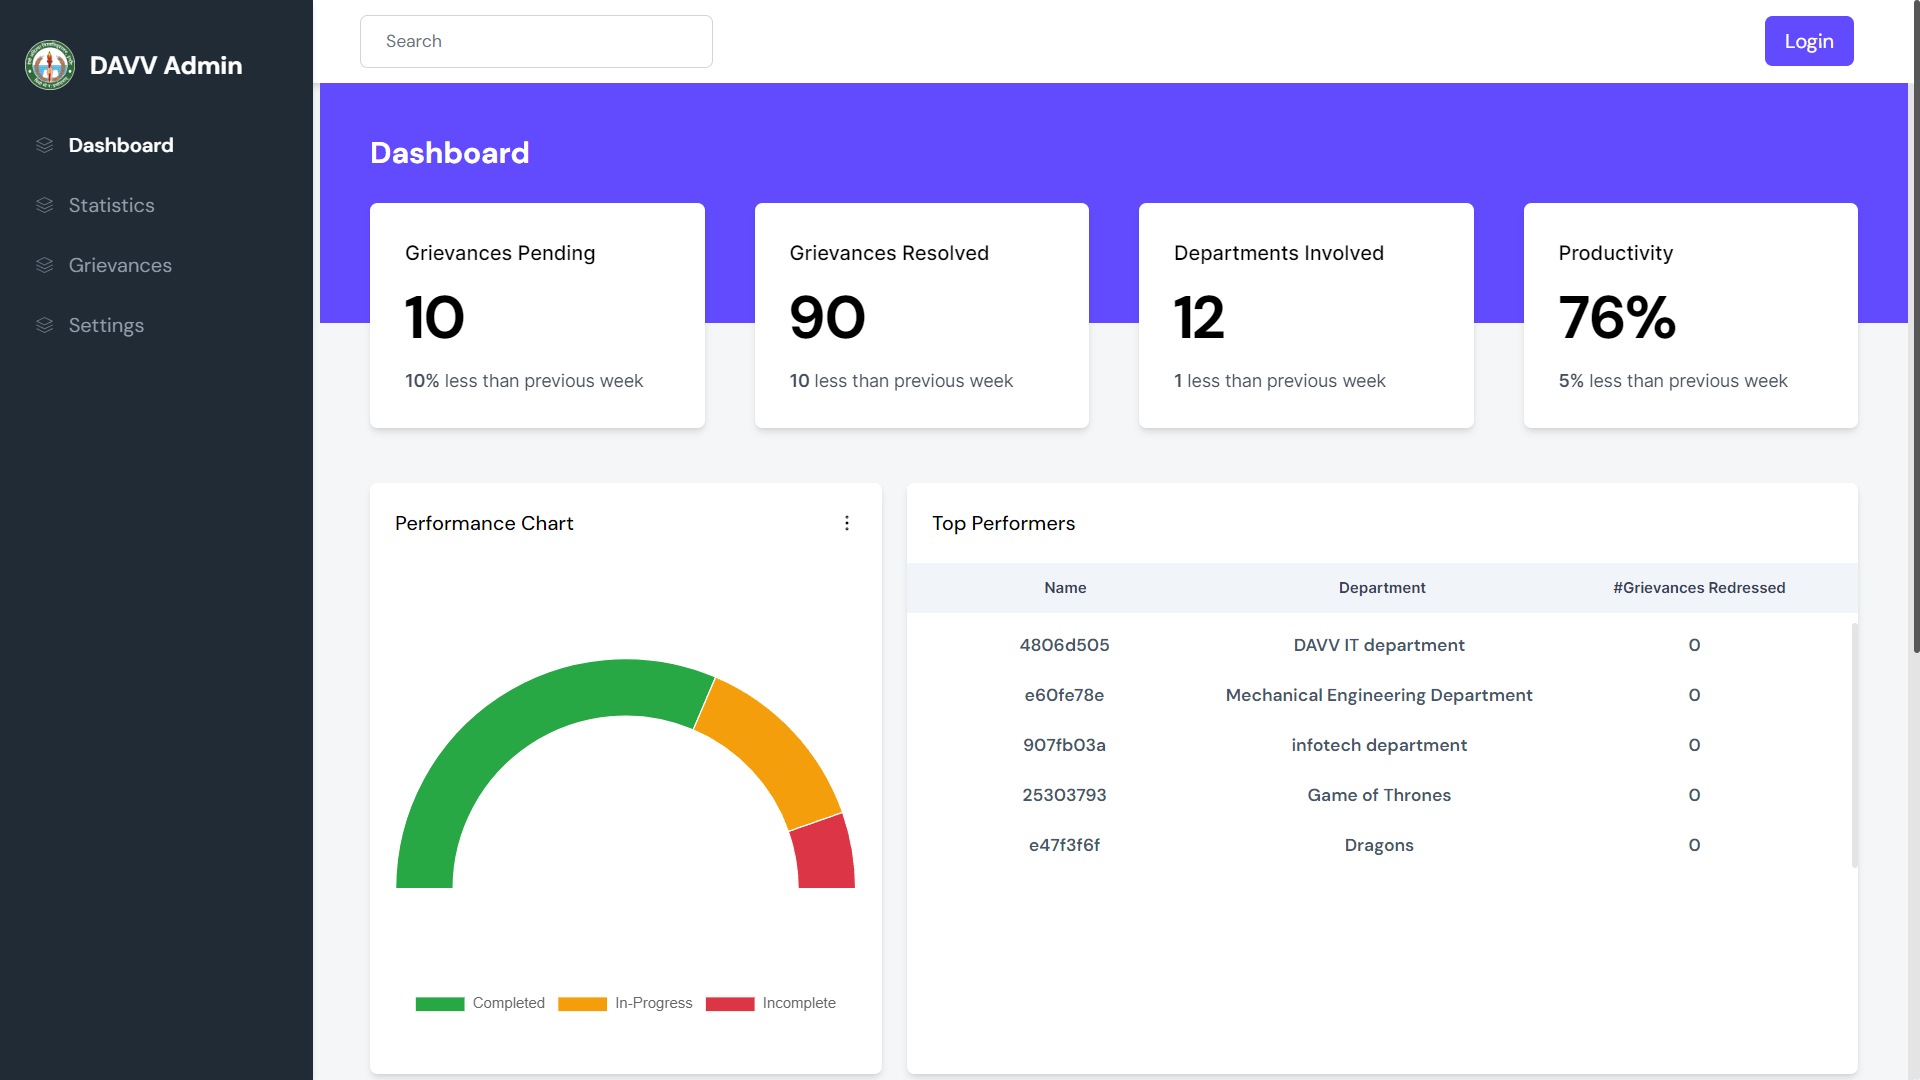 DAVV Admin
Dashboard
Statistics
Grievances
Settings
Search
Login
Dashboard
Grievances Pending
10
10% less than previous week
Grievances Resolved
90
10 less than previous week
Departments Involved
12
1 less than previous week
Productivity
76%
5% less than previous week
Performance Chart
Completed In-Progress Incomplete
Top Performers
Name Department #Grievances Redressed
4806d505 DAVV IT department 0
e60fe78e Mechanical Engineering Department 0
907fb03a infotech department 0
25303793 Game of Thrones 0
e47f3f6f Dragons 0